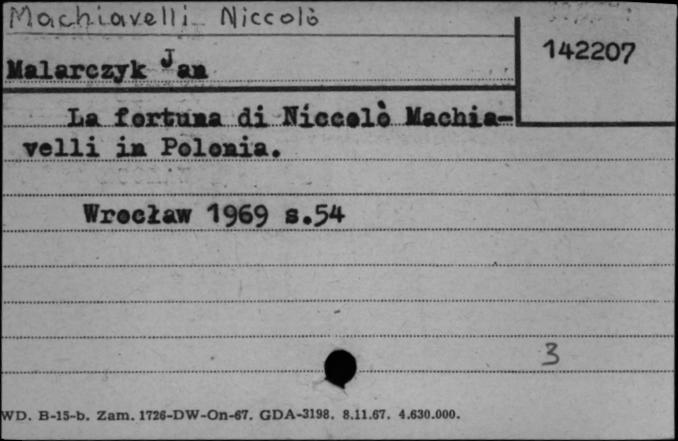 Machiavelli Niccolò
142207
Malarczyk Jan
La fortuna di Niccolò Machia-
velli in Polonia.
Wrocław 1969 s.54
3
WD. B-15-b. Zam. 1726-DW-On-67. GDA-3198. 8.11.67. 4.630.000.